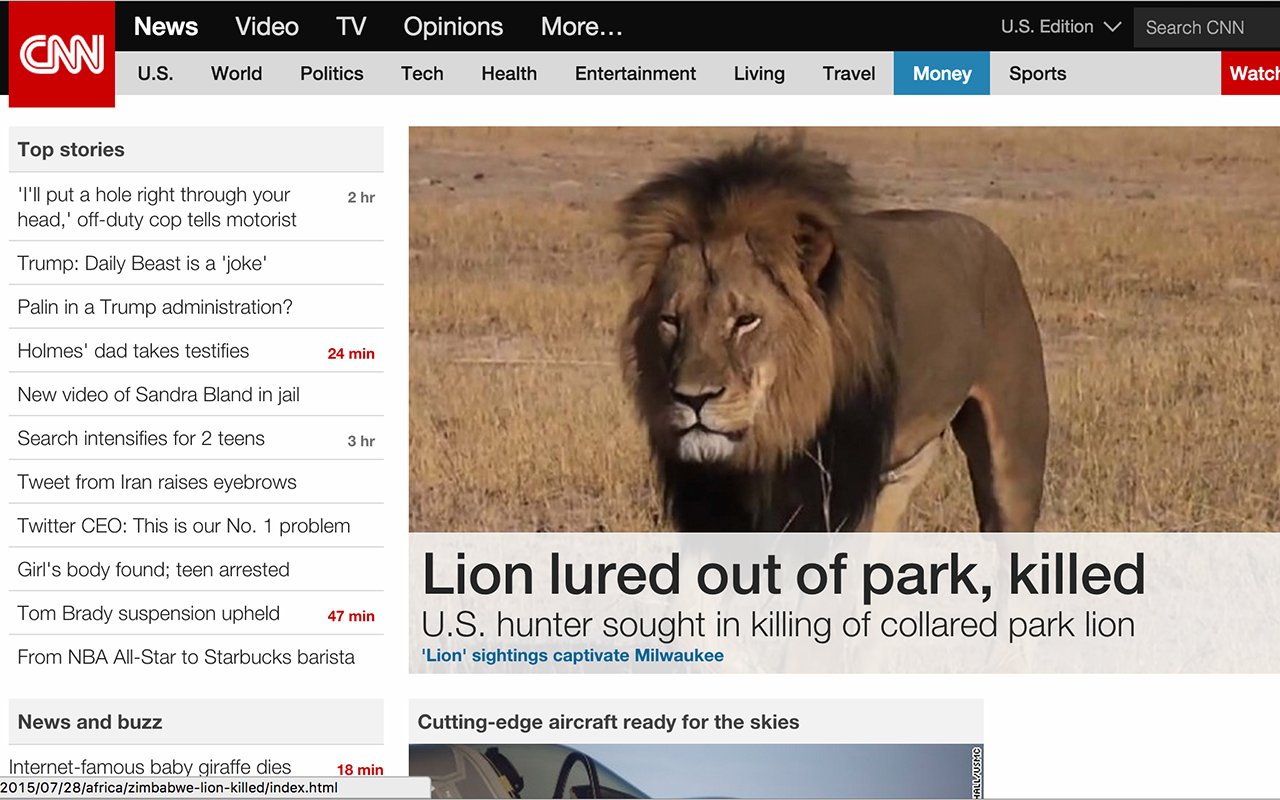 CNN
News Video TV Opinions More...
U.S. Edition
Search CNN
U.S. World Politics Tech Health Entertainment Living Travel Money Sports Watch
Top stories
'I'll put a hole right through your 2 hr
head,' off-duty cop tells motorist
Trump: Daily Beast is a 'joke'
Palin in a Trump administration?
Holmes' dad takes testifies 24 min
New video of Sandra Bland in jail
Search intensifies for 2 teens 3 hr
Tweet from Iran raises eyebrows
Twitter CEO: This is our No. 1 problem
Girl's body found; teen arrested
Tom Brady suspension upheld 47 min
From NBA All-Star to Starbucks barista
Lion lured out of park, killed
U.S. hunter sought in killing of collared park lion
'Lion' sightings captivate Milwaukee
News and buzz
Internet-famous baby giraffe dies 18 min
2015/07/28/africa/zimbabwe-lion-killed/index.html
Cutting-edge aircraft ready for the skies
HALL/USMC